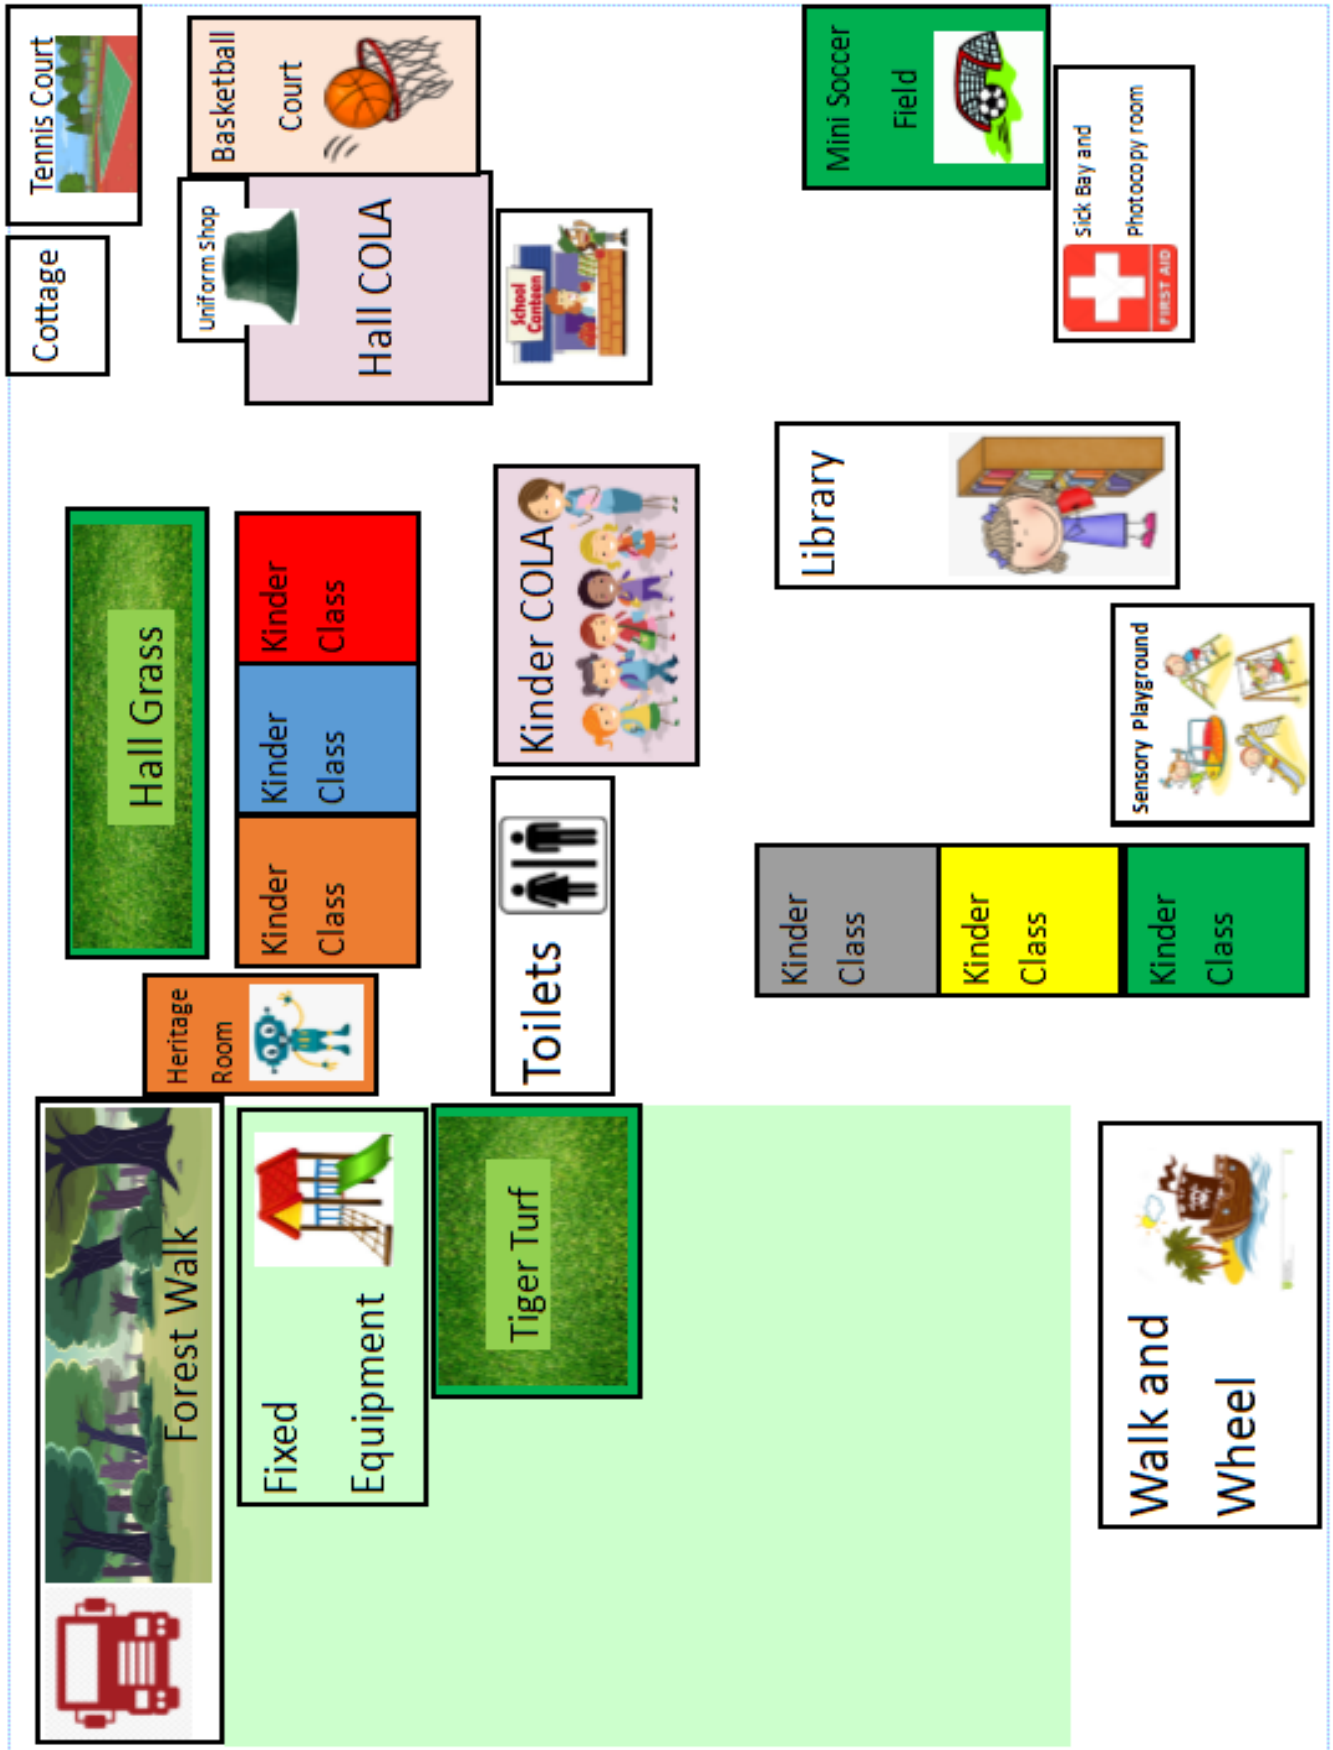 Forest Walk
Hall Grass
Cottage
Tennis Court
Heritage
Room
Uniform Shop
Basketball
Court
Fixed
Equipment
Kinder
Class
Kinder
Class
Kinder
Class
Hall COLA
Tiger Turf
Toilets
Kinder COLA
School
Canteen
Kinder
Class
Kinder
Class
Kinder
Class
Library
Mini Soccer
Field
Walk and
Wheel
Sensory Playground
FIRST AID
Sick Bay and
Photocopy room